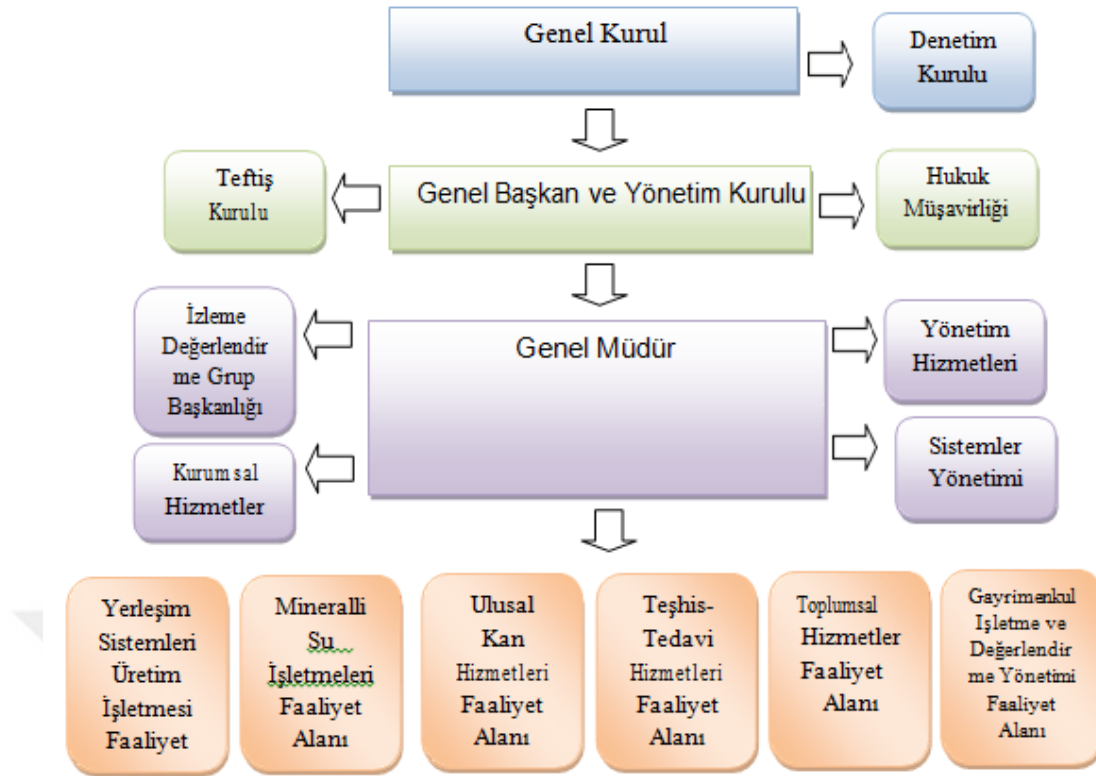 Genel Kurul
Denetim
Kurulu
Teftiş
Kurulu
Genel Başkan ve Yönetim Kurulu
Hukuk
Müşavirliği
İzleme
Değerlendir
me Grup
Başkanlığı
Genel Müdür
Yönetim
Hizmetleri
Kurum sal
Hizmetler
Sistemler
Yönetimi
Yerleşim
Sistemleri
Üretim
İşletmesi
Faaliyet
Mineralli
Su
İşletmeleri
Faaliyet
Alanı
Ulusal
Kan
Hizmetleri
Faaliyet
Alanı
Teşhis-
Tedavi
Hizmetleri
Faaliyet
Alanı
Toplumsal
Hizmetler
Faaliyet
Alanı
Gayrimenkul
İşletme ve
Değerlendir
me Yönetimi
Faaliyet
Alanı